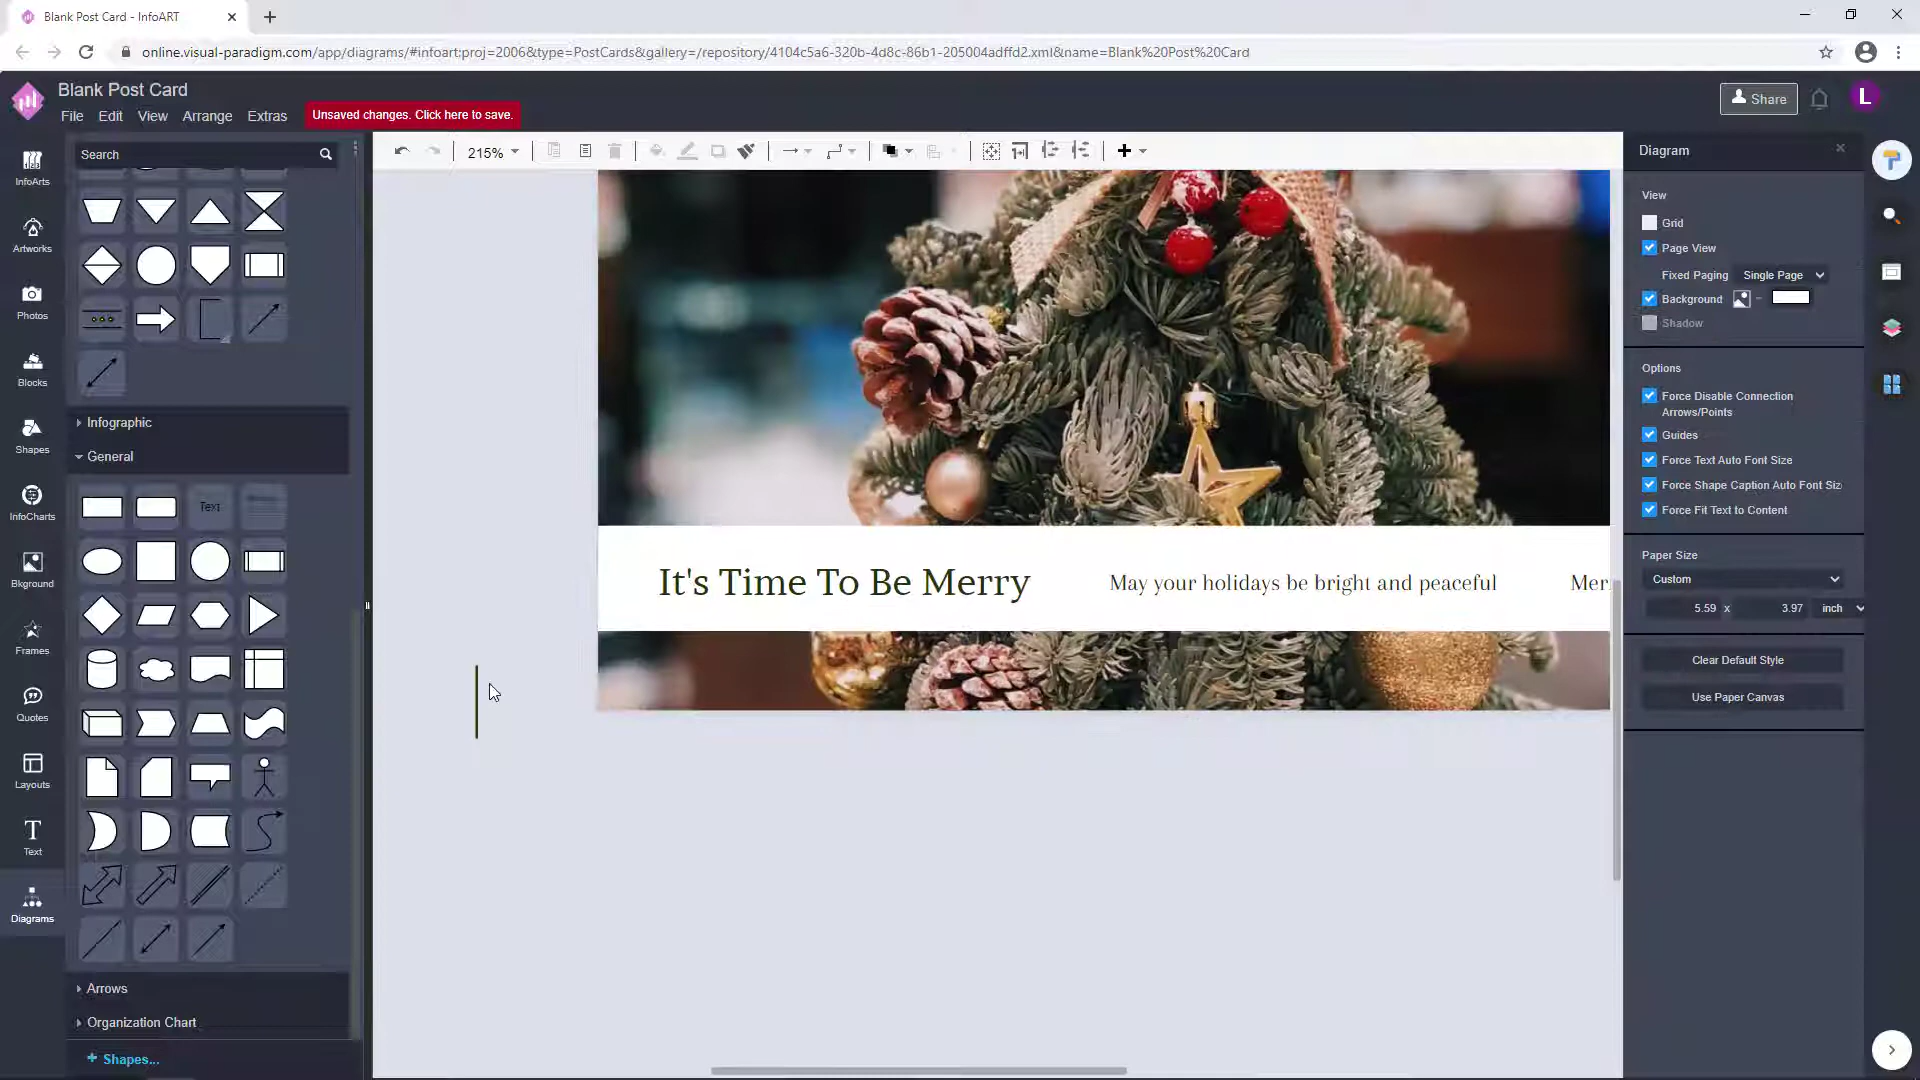 Blank Post Card - InfoART
online.visual-paradigm.com/app/diagrams/#infoart:proj=2006&type=PostCards&gallery=/repository/4104c5a6-320b-4d8c-86b1-205004adffd2.xml&name=Blank%20Post%20Card
Blank Post Card
File Edit View Arrange Extras
Unsaved changes. Click here to save.
Share
L
InfoArts
Artworks
Photos
Blocks
Shapes
InfoCharts
Bkground
Frames
Quotes
Layouts
Text
Diagrams
Search
Infographic
General
Text
Arrows
Organization Chart
+ Shapes...
215%
It's Time To Be Merry
May your holidays be bright and peaceful
Mer
Diagram
View
Grid
Page View
Fixed Paging Single Page
Background
Shadow
Options
Force Disable Connection
Arrows/Points
Guides
Force Text Auto Font Size
Force Shape Caption Auto Font Siz
Force Fit Text to Content
Paper Size
Custom
5.59 x 3.97 inch
Clear Default Style
Use Paper Canvas